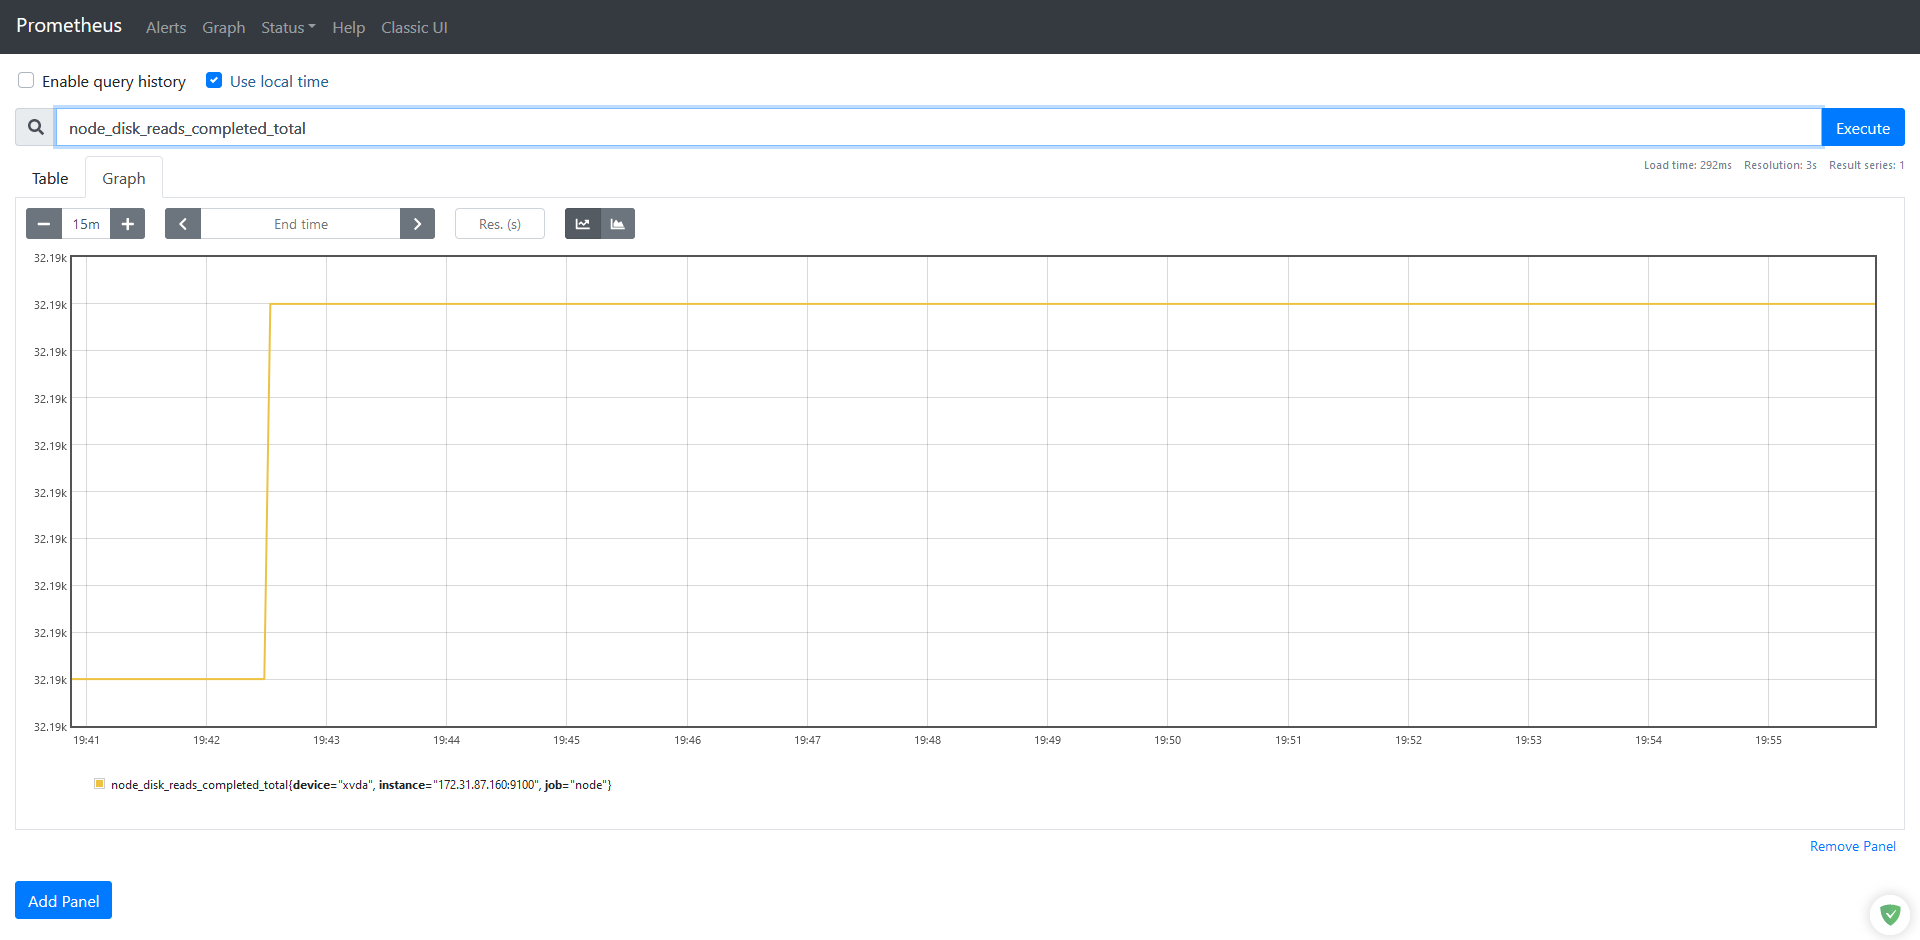 Prometheus Alerts Graph Status Help Classic UI
Enable query history Use local time
node_disk_reads_completed_total Execute
Load time: 292ms Resolution: 3s Result series: 1
Table Graph
15m End time Res. (s)
32.19k
32.19k
32.19k
32.19k
32.19k
32.19k
32.19k
32.19k
32.19k
32.19k
32.19k
19:41 19:42 19:43 19:44 19:45 19:46 19:47 19:48 19:49 19:50 19:51 19:52 19:53 19:54 19:55
node_disk_reads_completed_total{device="xvda", instance="172.31.87.160:9100", job="node"}
Remove Panel
Add Panel